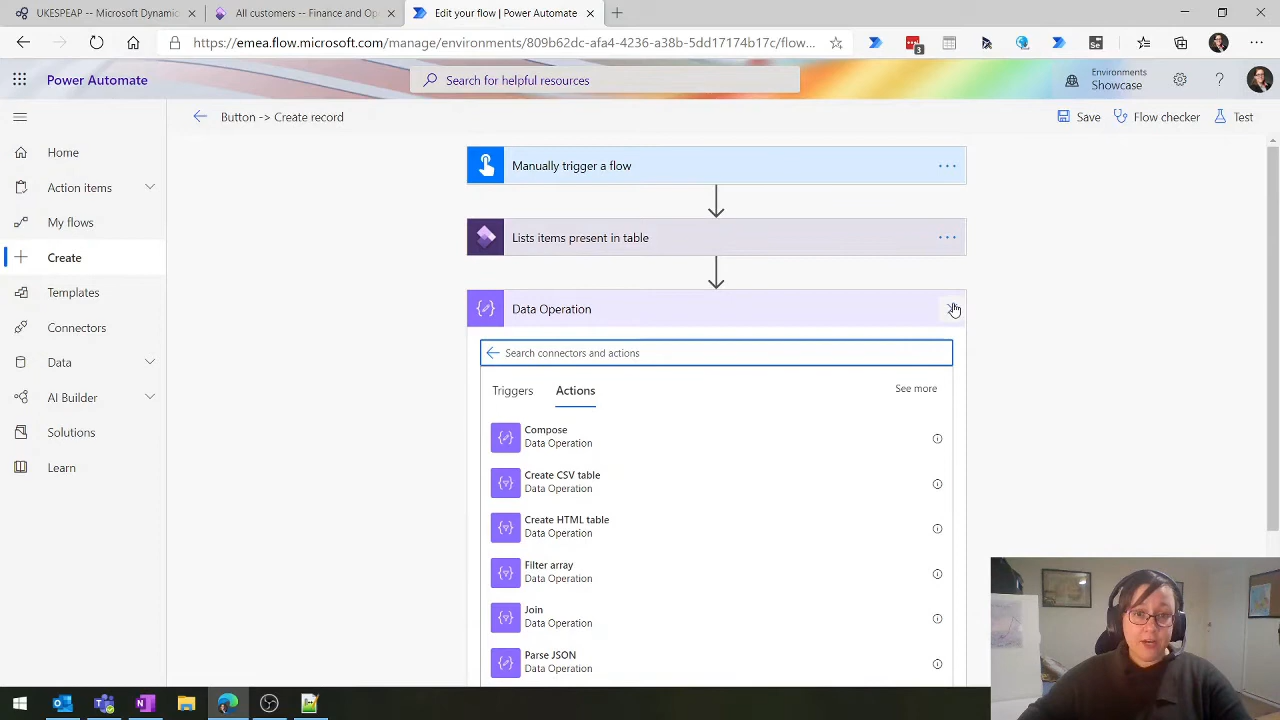 UKESPEAP -- Microsoft Dynamic
All customers -- Finance and Op
Edit your flow | Power Automate
https://emea.flow.microsoft.com/manage/environments/809b62dc-afa4-4236-a38b-5dd17174b17c/flow...
3
Se
Power Automate
Search for helpful resources
Environments
Showcase
Button -> Create record
Save
Flow checker
Test
Home
Action items
My flows
Create
Templates
Connectors
Data
AI Builder
Solutions
Learn
Manually trigger a flow
Lists items present in table
Data Operation
Search connectors and actions
Triggers
Actions
See more
Compose
Data Operation
Create CSV table
Data Operation
Create HTML table
Data Operation
Filter array
Data Operation
Join
Data Operation
Parse JSON
Data Operation